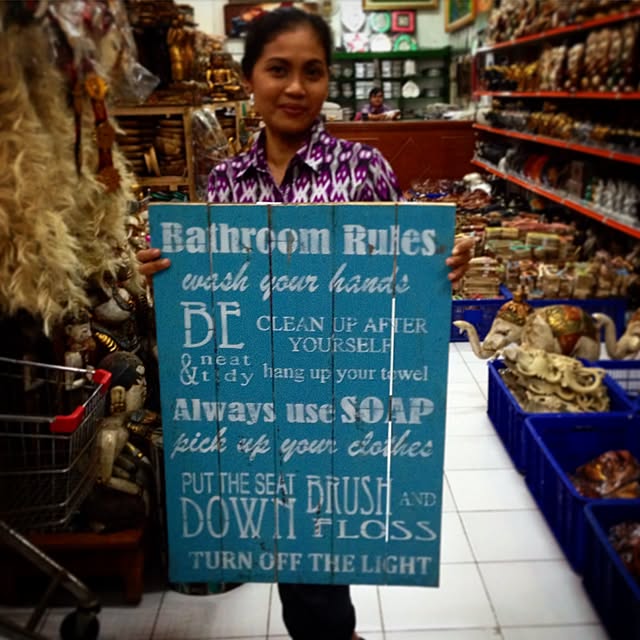 Bathroom Rules
wash your hands
BE
& neat
tidy
CLEAN UP AFTER
YOURSELF
hang up your towel
Always use SOAP
pick up your clothes
PUT THE SEAT
DOWN
BRUSH AND
FLOSS
TURN OFF THE LIGHT